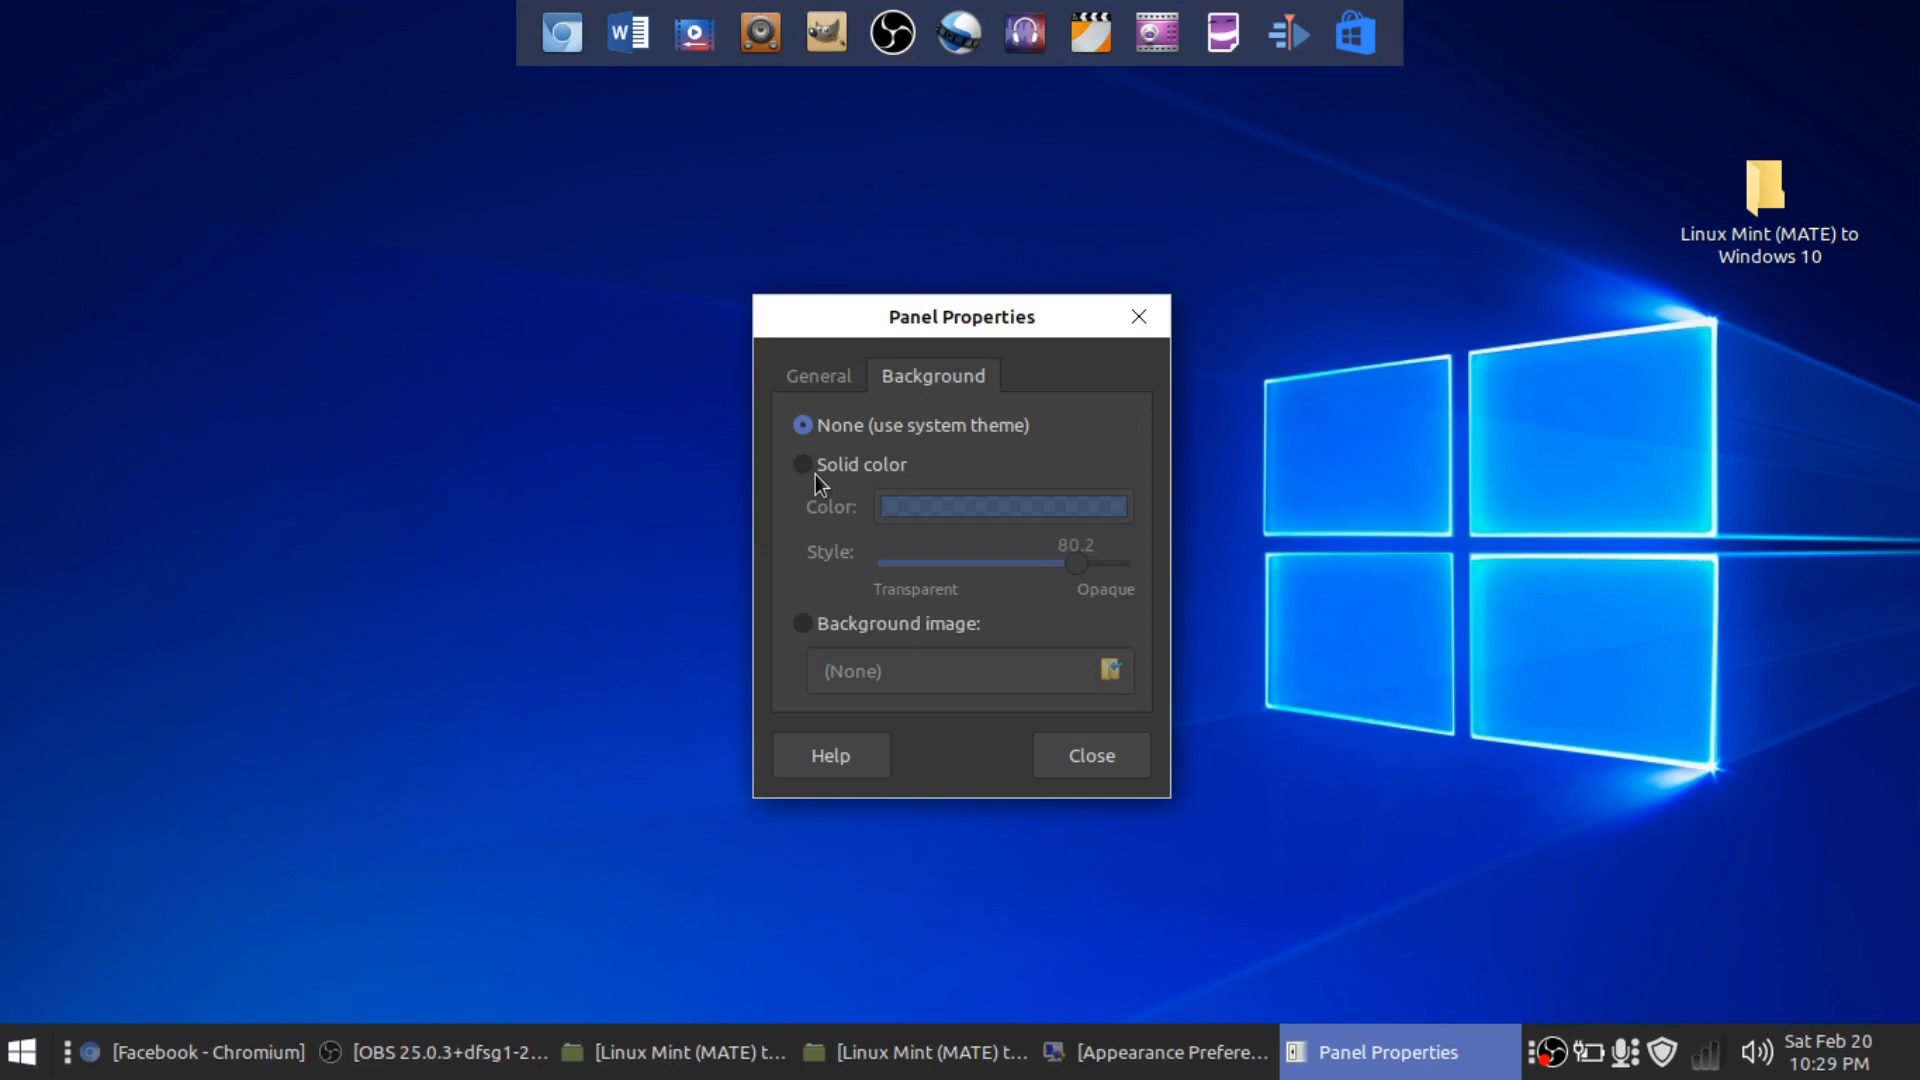 W
Linux Mint (MATE) to
Windows 10
Panel Properties
General
Background
None (use system theme)
Solid color
Color:
80.2
Style:
Transparent
Opaque
Background image:
(None)
Help
Close
[Facebook - Chromium]
[OBS 25.0.3+dfsg1-2...
[Linux Mint (MATE) t...
[Linux Mint (MATE) t...
[Appearance Prefere...
Panel Properties
Sat Feb 20
10:29 PM